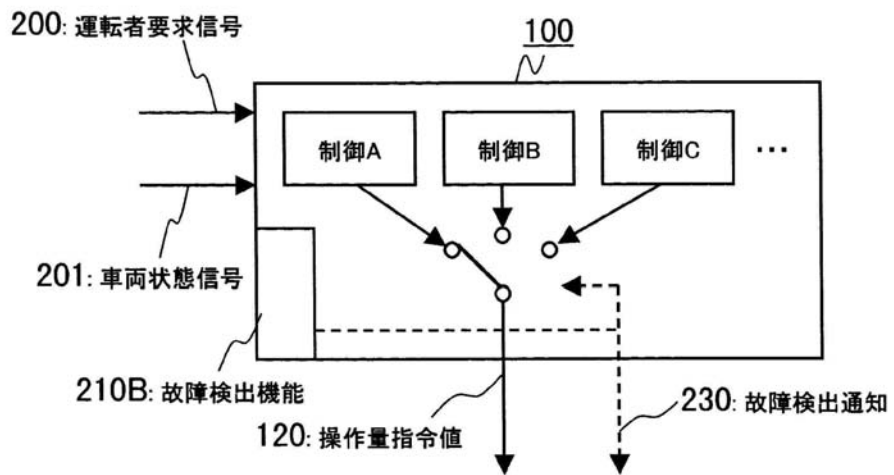 200: 運転者要求信号
100
制御A
制御B
制御C
…
201: 車両状態信号
210B: 故障検出機能
120: 操作量指令値
230: 故障検出通知